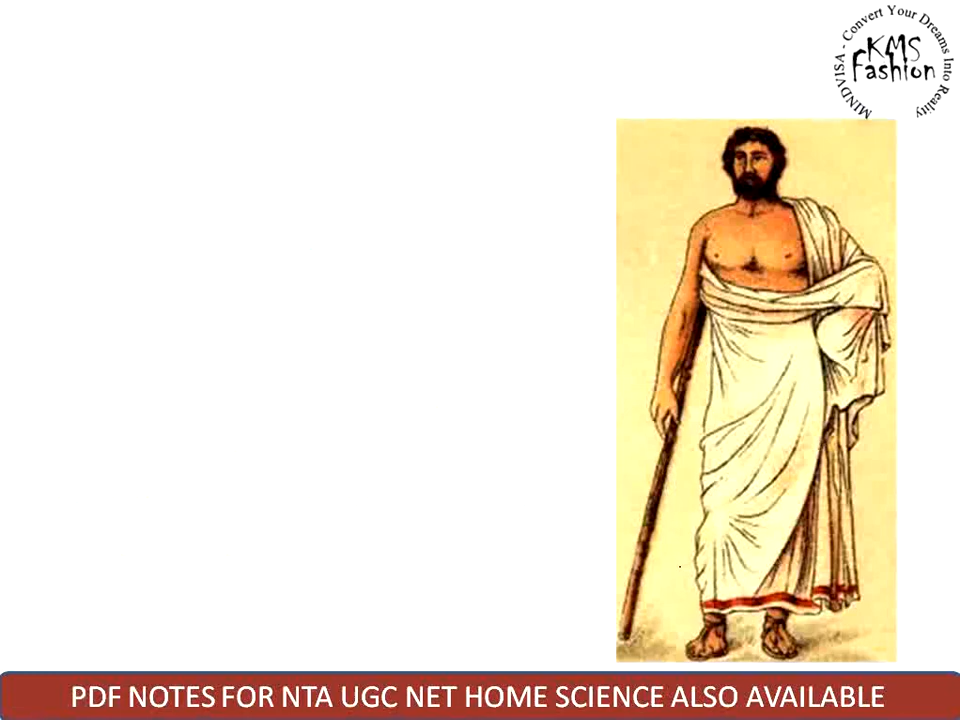 MINDVISA - Convert Your Dreams Into Reality
KMS
Fashion
PDF NOTES FOR NTA UGC NET HOME SCIENCE ALSO AVAILABLE